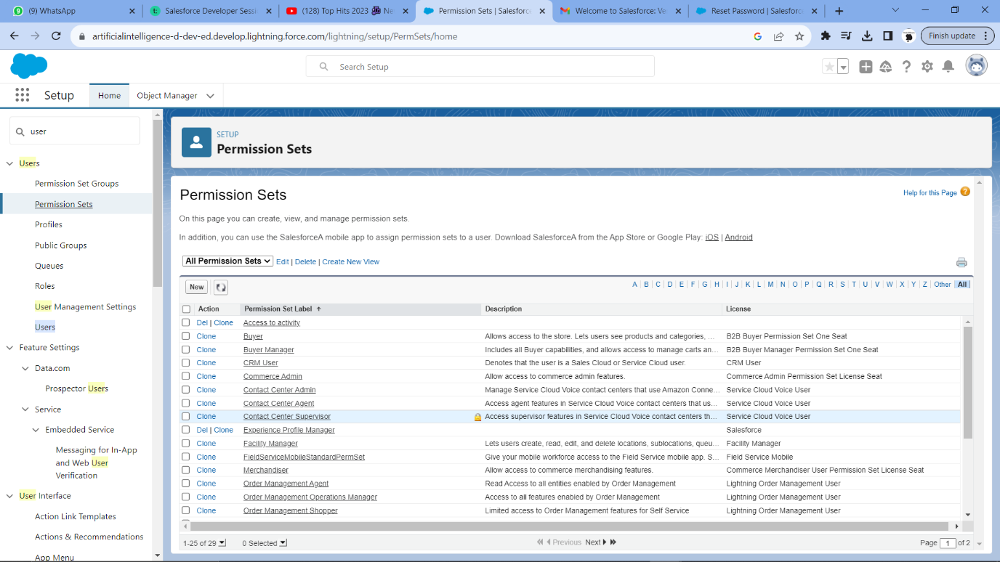 (9) WhatsApp
Salesforce Developer Sessi
(128) Top Hits 2023 Ne
Permission Sets | Salesforc
Welcome to Salesforce: Ve
Reset Password | Salesforce
artificialintelligence-d-dev-ed.develop.lightning.force.com/lightning/setup/PermSets/home
Finish update
Search Setup
Setup
Home
Object Manager
user
Users
Permission Set Groups
Permission Sets
Profiles
Public Groups
Queues
Roles
User Management Settings
Users
Feature Settings
Data.com
Prospector Users
Service
Embedded Service
Messaging for In-App
and Web User
Verification
User Interface
Action Link Templates
Actions & Recommendations
App Menu
SETUP
Permission Sets
Permission Sets
Help for this Page ?
On this page you can create, view, and manage permission sets.
In addition, you can use the SalesforceA mobile app to assign permission sets to a user. Download SalesforceA from the App Store or Google Play: iOS | Android
All Permission Sets Edit | Delete | Create New View
New
A | B | C | D | E | F | G | H | I | J | K | L | M | N | O | P | Q | R | S | T | U | V | W | X | Y | Z | Other | All
Action Permission Set Label ↑ Description License
Del | Clone Access to activity
Clone Buyer Allows access to the store. Lets users see products and categories, ... B2B Buyer Permission Set One Seat
Clone Buyer Manager Includes all Buyer capabilities, and allows access to manage carts an... B2B Buyer Manager Permission Set One Seat
Clone CRM User Denotes that the user is a Sales Cloud or Service Cloud user. CRM User
Clone Commerce Admin Allow access to commerce admin features. Commerce Admin Permission Set License Seat
Clone Contact Center Admin Manage Service Cloud Voice contact centers that use Amazon Conne... Service Cloud Voice User
Clone Contact Center Agent Access agent features in Service Cloud Voice contact centers that us... Service Cloud Voice User
Clone Contact Center Supervisor Access supervisor features in Service Cloud Voice contact centers th... Service Cloud Voice User
Del | Clone Experience Profile Manager Salesforce
Clone Facility Manager Lets users create, read, edit, and delete locations, sublocations, queu... Facility Manager
Clone FieldServiceMobileStandardPermSet Give your mobile workforce access to the Field Service mobile app. S... Field Service Mobile
Clone Merchandiser Allow access to commerce merchandising features. Commerce Merchandiser User Permission Set License Seat
Clone Order Management Agent Read Access to all entities enabled by Order Management Lightning Order Management User
Clone Order Management Operations Manager Access to all features enabled by Order Management Lightning Order Management User
Clone Order Management Shopper Limited access to Order Management features for Self Service Lightning Order Management User
1-25 of 29 0 Selected Previous Next Page 1 of 2